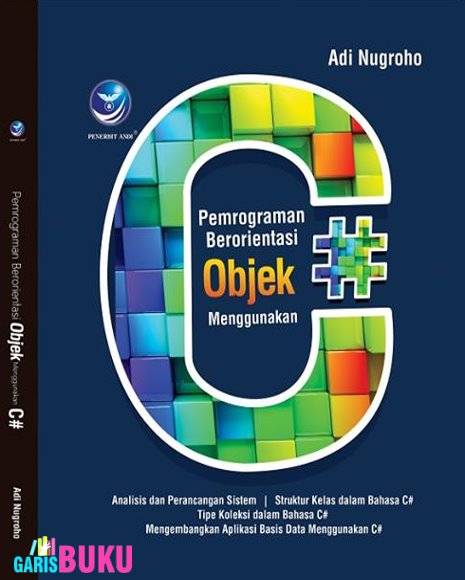 Adi Nugroho
PENERBIT ANDI®
C
Pemrograman
Berorientasi
Objek
Menggunakan
#
Analisis dan Perancangan Sistem | Struktur Kelas dalam Bahasa C#
Tipe Koleksi dalam Bahasa C#
Mengembangkan Aplikasi Basis Data Menggunakan C#
Pemrograman Berorientasi Objek Menggunakan C#
Adi Nugroho
GARISBUKU